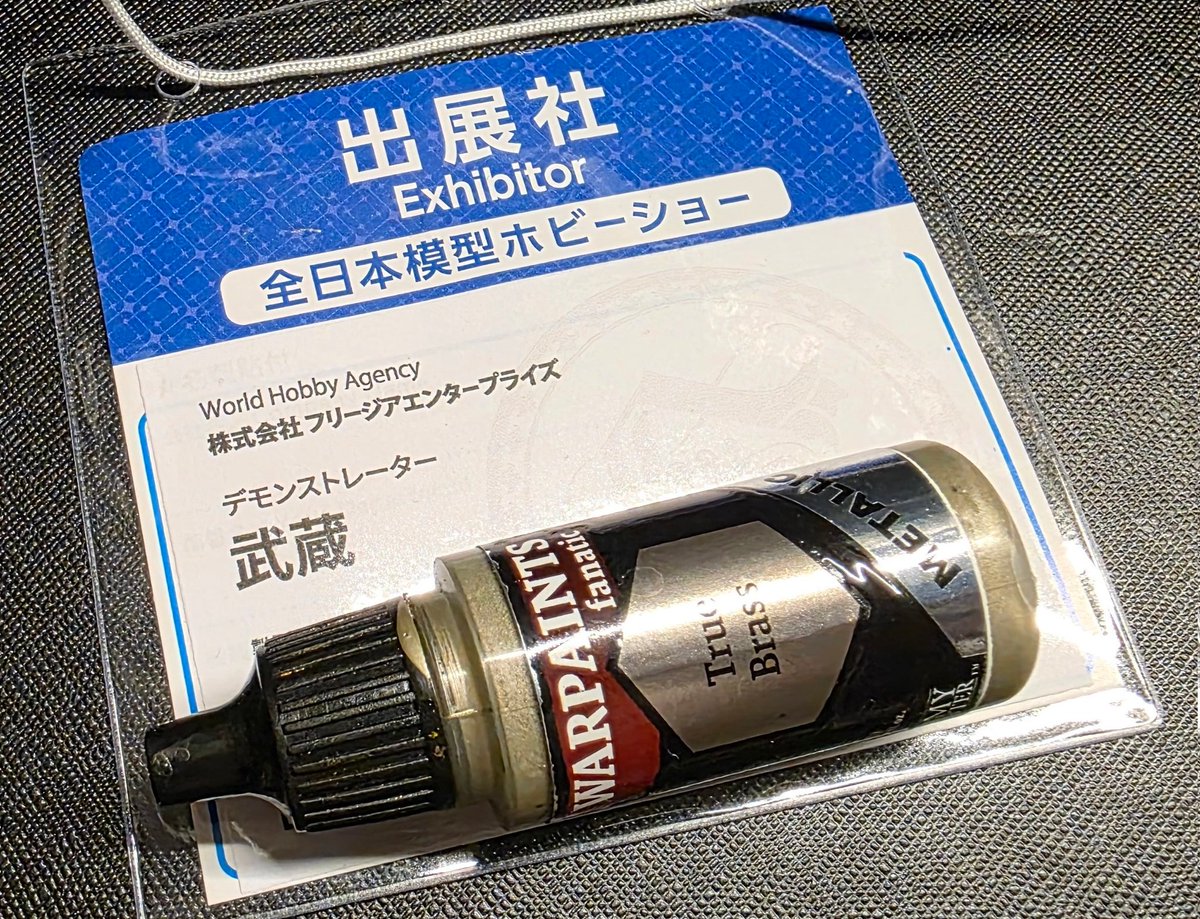 出展社
Exhibitor
全日本模型ホビーショー
World Hobby Agency
株式会社フリージアエンタープライズ
デモンストレーター
武蔵
WARPAINTS
fanatic
True
Brass
METALLIC